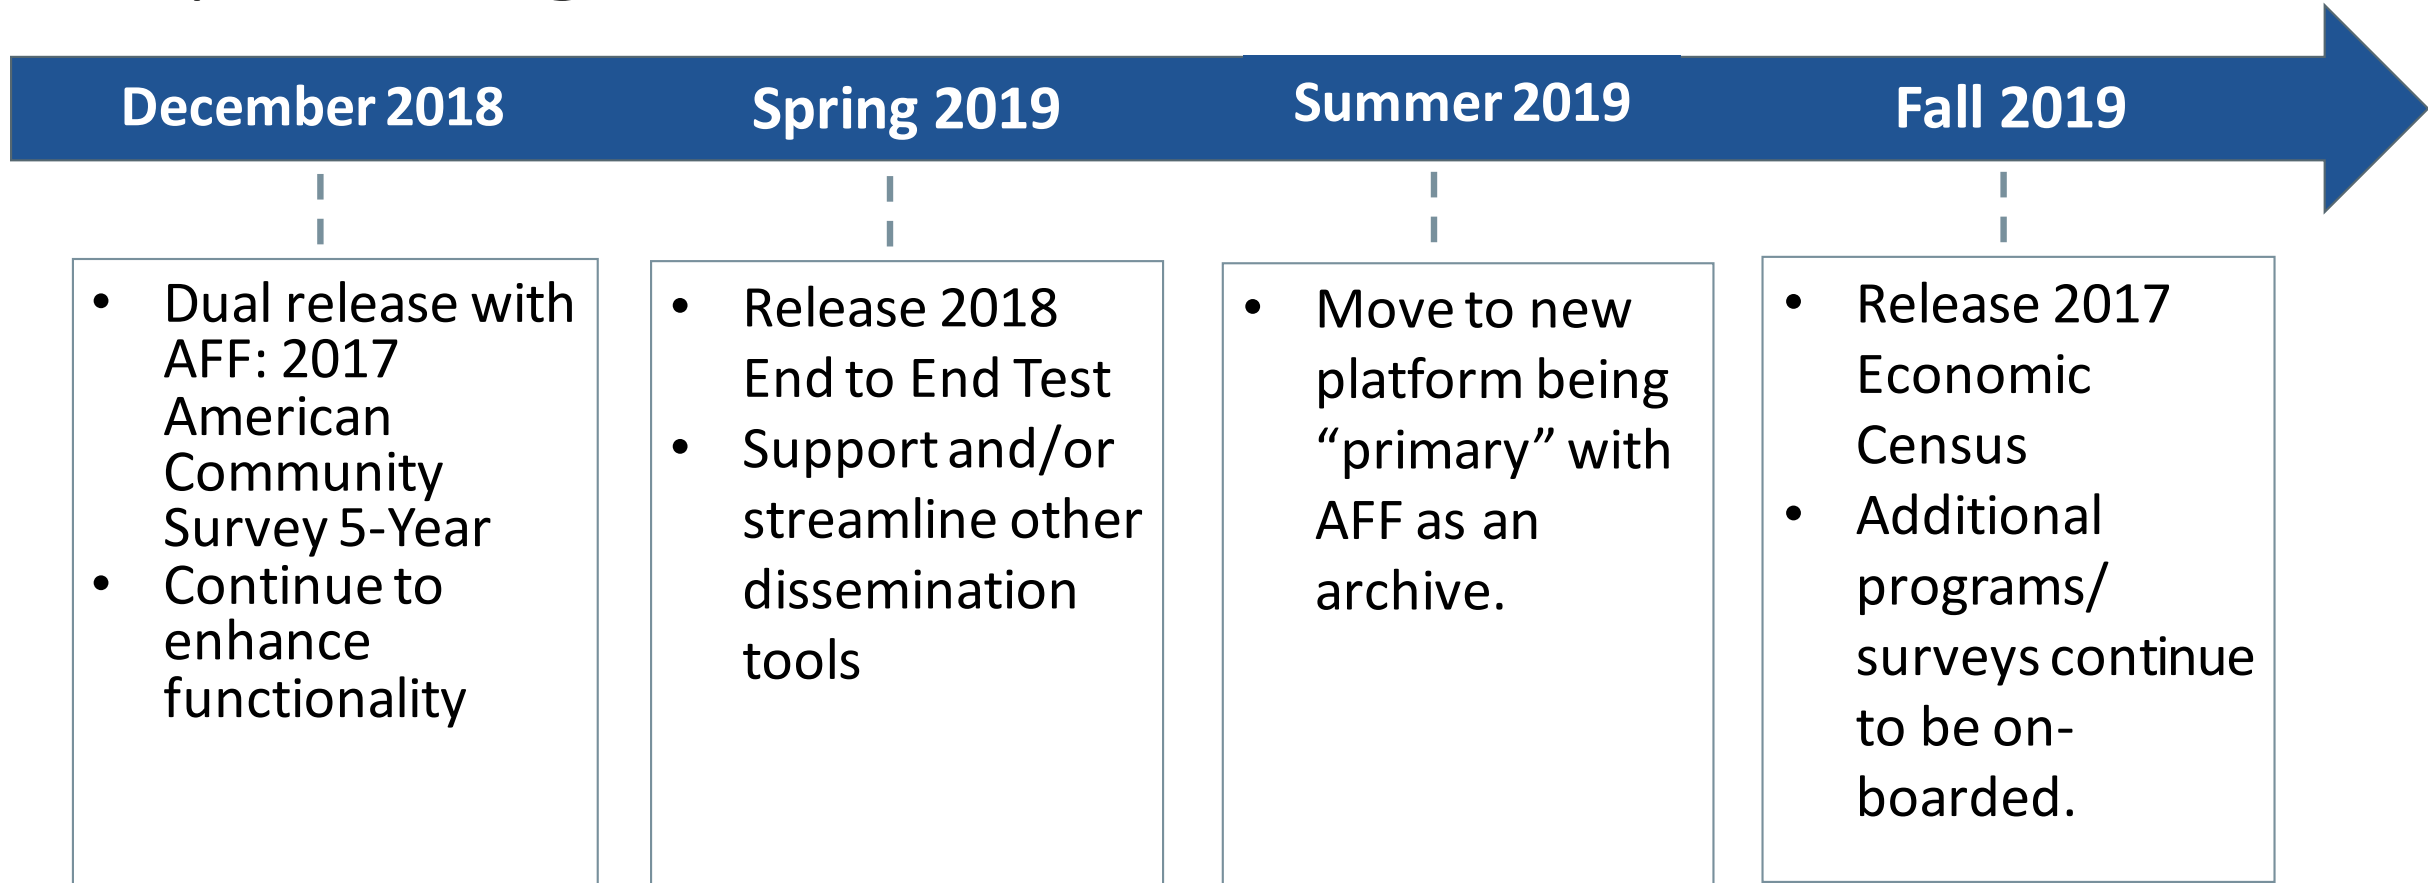 December 2018
Spring 2019
Summer 2019
Fall 2019
• Dual release with
AFF: 2017
American
Community
Survey 5-Year
• Continue to
enhance
functionality
• Release 2018
End to End Test
• Support and/or
streamline other
dissemination
tools
• Move to new
platform being
“primary” with
AFF as an
archive.
• Release 2017
Economic
Census
• Additional
programs/
surveys continue
to be on-
boarded.